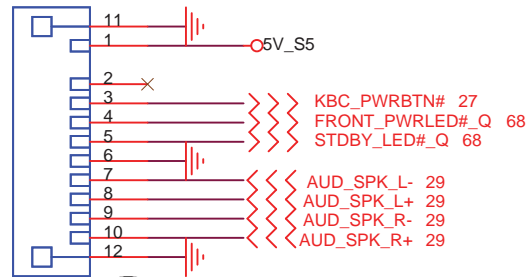 11
1 5V_S5
2
3 KBC_PWRBTN# 27
4 FRONT_PWRLED#_Q 68
5 STDBY_LED#_Q 68
6
7 AUD_SPK_L- 29
8 AUD_SPK_L+ 29
9 AUD_SPK_R- 29
10 AUD_SPK_R+ 29
12